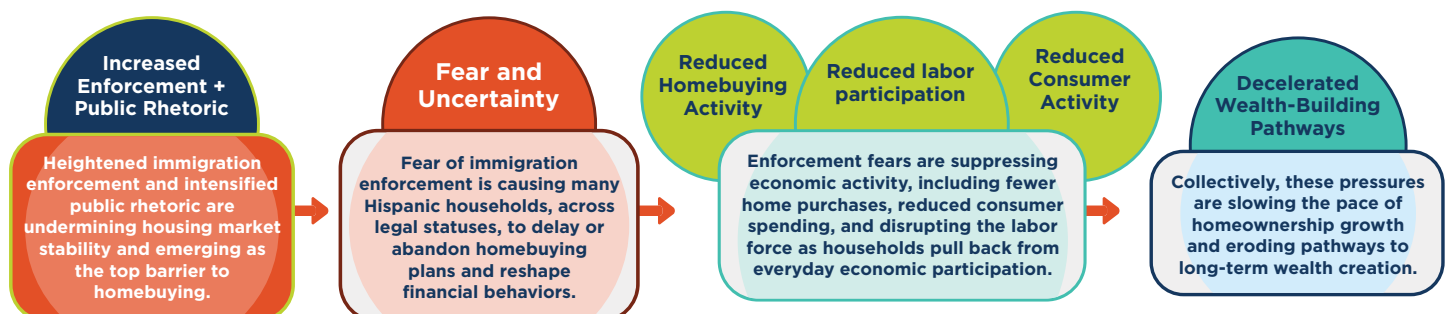 Increased
Enforcement +
Public Rhetoric
Heightened immigration
enforcement and intensified
public rhetoric are
undermining housing market
stability and emerging as
the top barrier to
homebuying.
Fear and
Uncertainty
Fear of immigration
enforcement is causing many
Hispanic households, across
legal statuses, to delay or
abandon homebuying
plans and reshape
financial behaviors.
Reduced
Homebuying
Activity
Reduced labor
participation
Reduced
Consumer
Activity
Enforcement fears are suppressing
economic activity, including fewer
home purchases, reduced consumer
spending, and disrupting the labor
force as households pull back from
everyday economic participation.
Decelerated
Wealth-Building
Pathways
Collectively, these pressures
are slowing the pace of
homeownership growth
and eroding pathways to
long-term wealth creation.